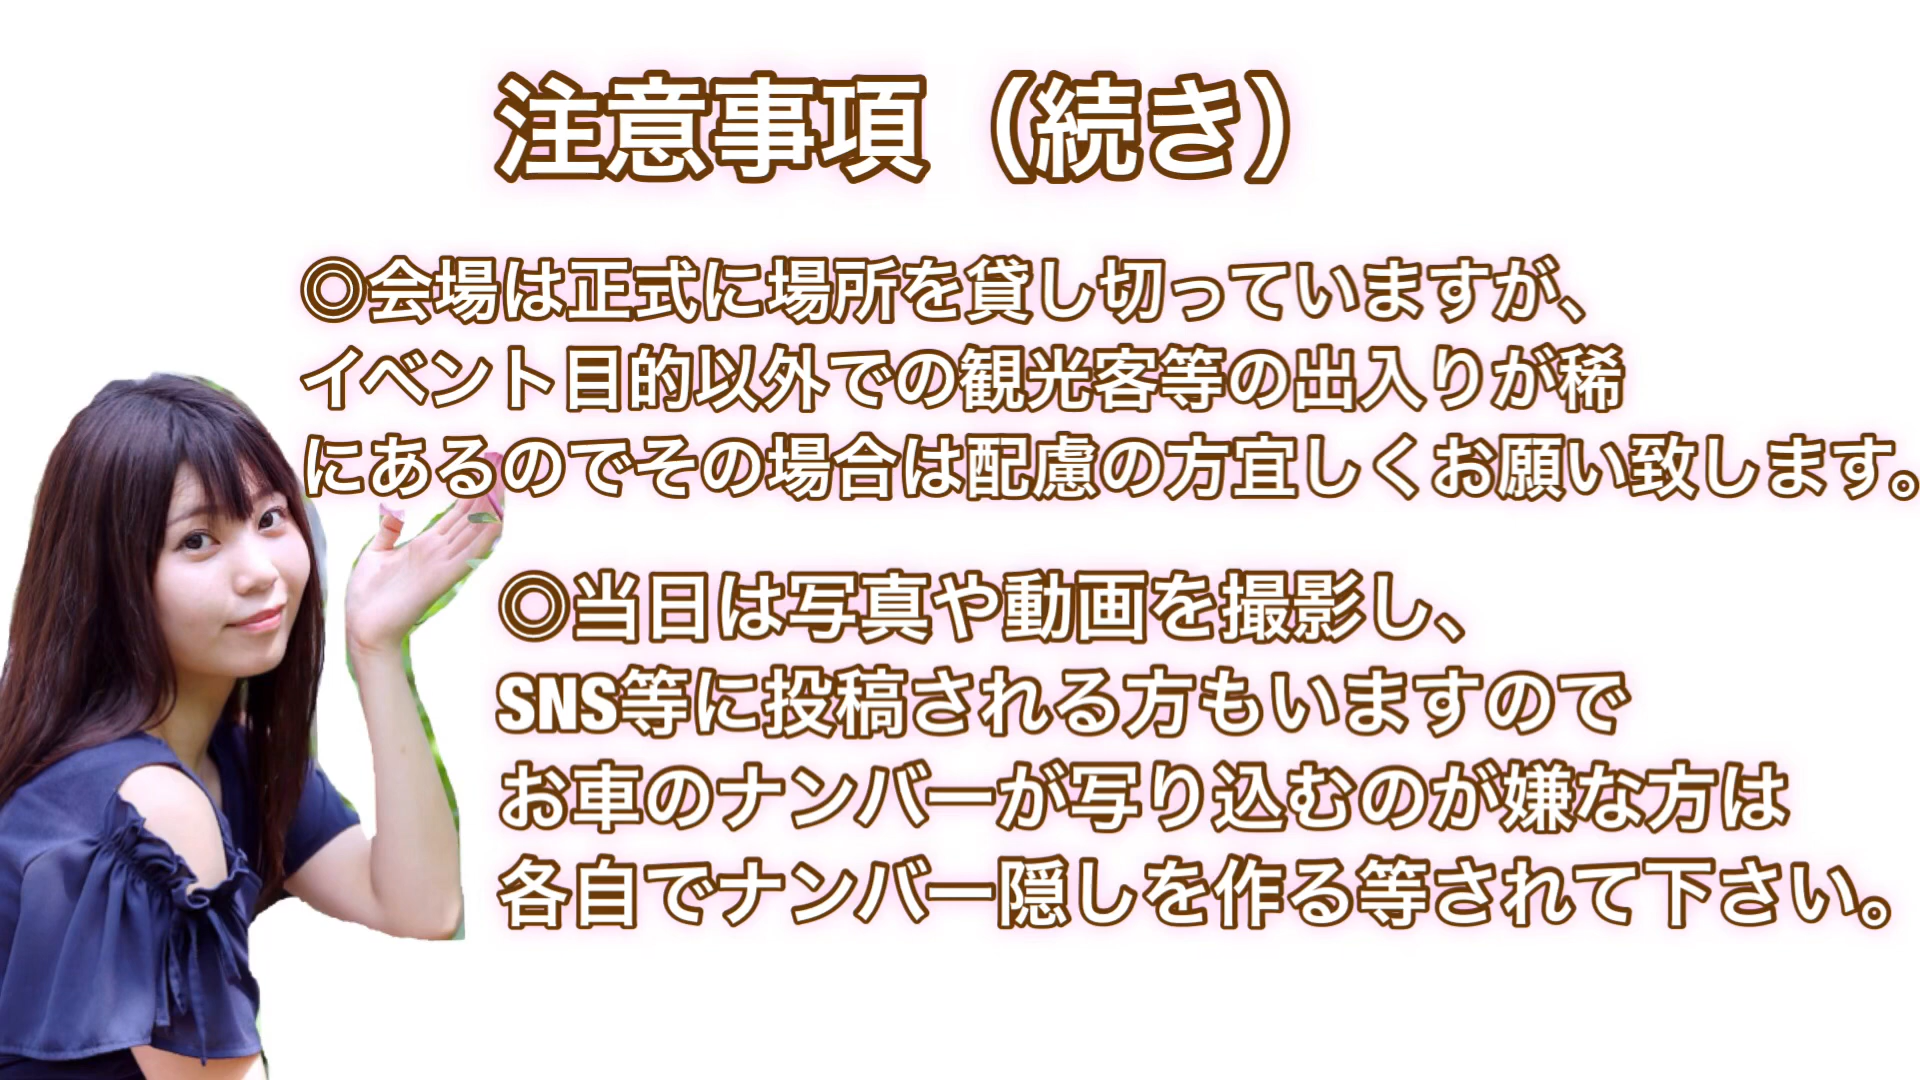 注意事項（続き）
◎会場は正式に場所を貸し切っていますが、
イベント目的以外での観光客等の出入りが稀
にあるのでその場合は配慮の方宜しくお願い致します。
◎当日は写真や動画を撮影し、
SNS等に投稿される方もいますので
お車のナンバーが写り込むのが嫌な方は
各自でナンバー隠しを作る等されて下さい。